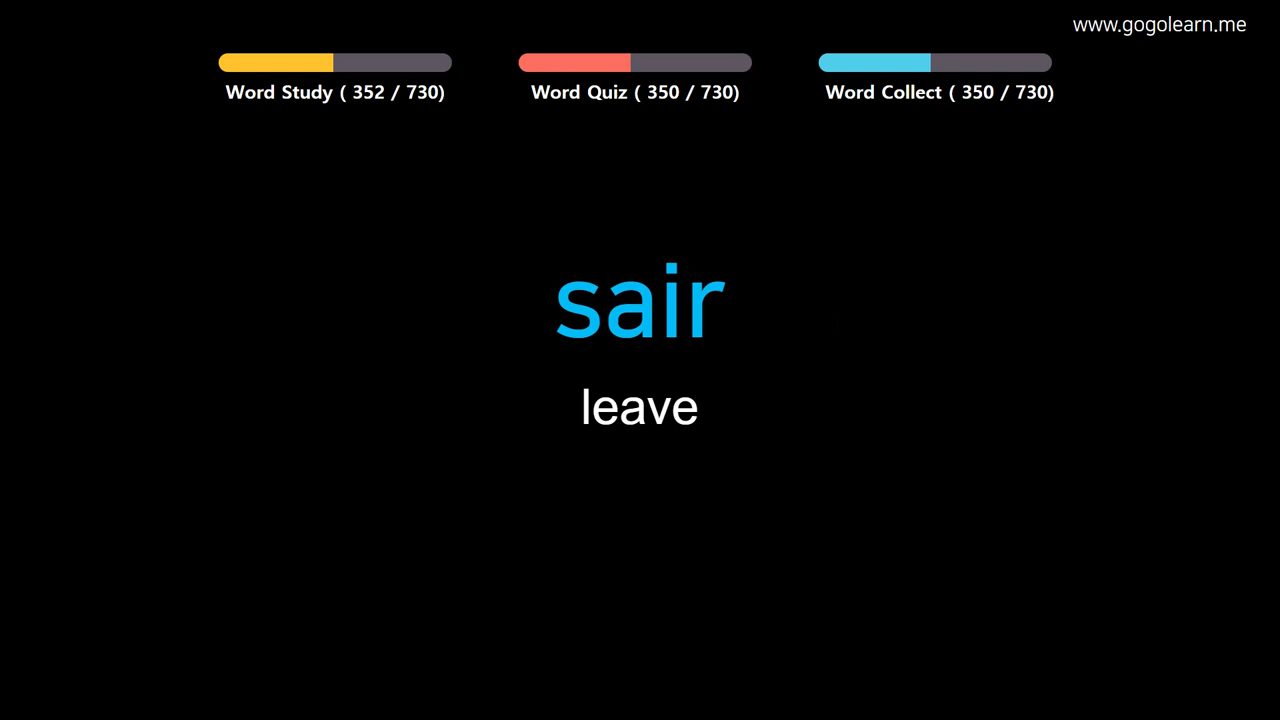 www.gogolearn.me
Word Study ( 352 / 730)
Word Quiz ( 350 / 730)
Word Collect ( 350 / 730)
sair
leave